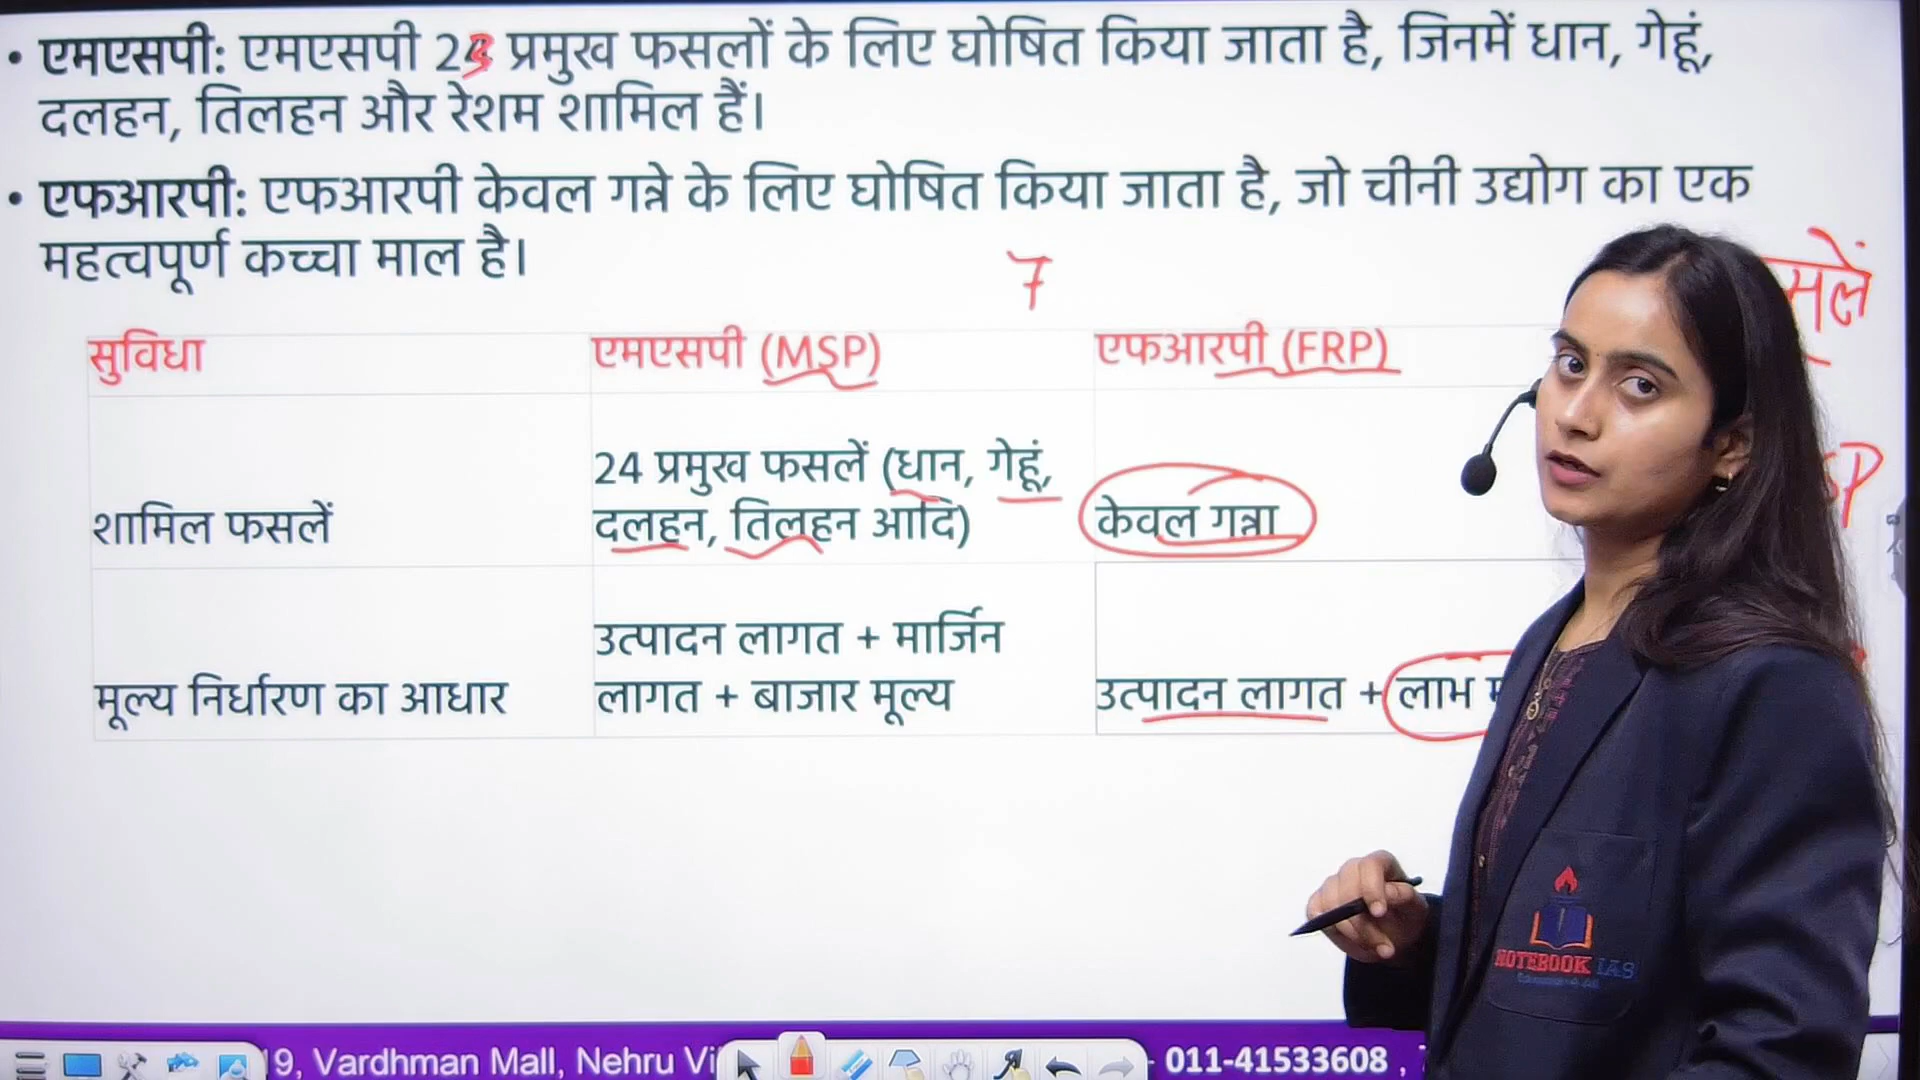 • एमएसपी: एमएसपी 23 प्रमुख फसलों के लिए घोषित किया जाता है, जिनमें धान, गेहूं,
दलहन, तिलहन और रेशम शामिल हैं।
• एफआरपी: एफआरपी केवल गन्ने के लिए घोषित किया जाता है, जो चीनी उद्योग का एक
महत्वपूर्ण कच्चा माल है।
7
सुविधा एमएसपी (MSP) एफआरपी (FRP)
24 प्रमुख फसलें (धान, गेहूं,
शामिल फसलें दलहन, तिलहन आदि) केवल गन्ना
उत्पादन लागत + मार्जिन
मूल्य निर्धारण का आधार लागत + बाजार मूल्य उत्पादन लागत + लाभ
NOTEBOOK IAS
9, Vardhman Mall, Nehru Vi
011-41533608 ,